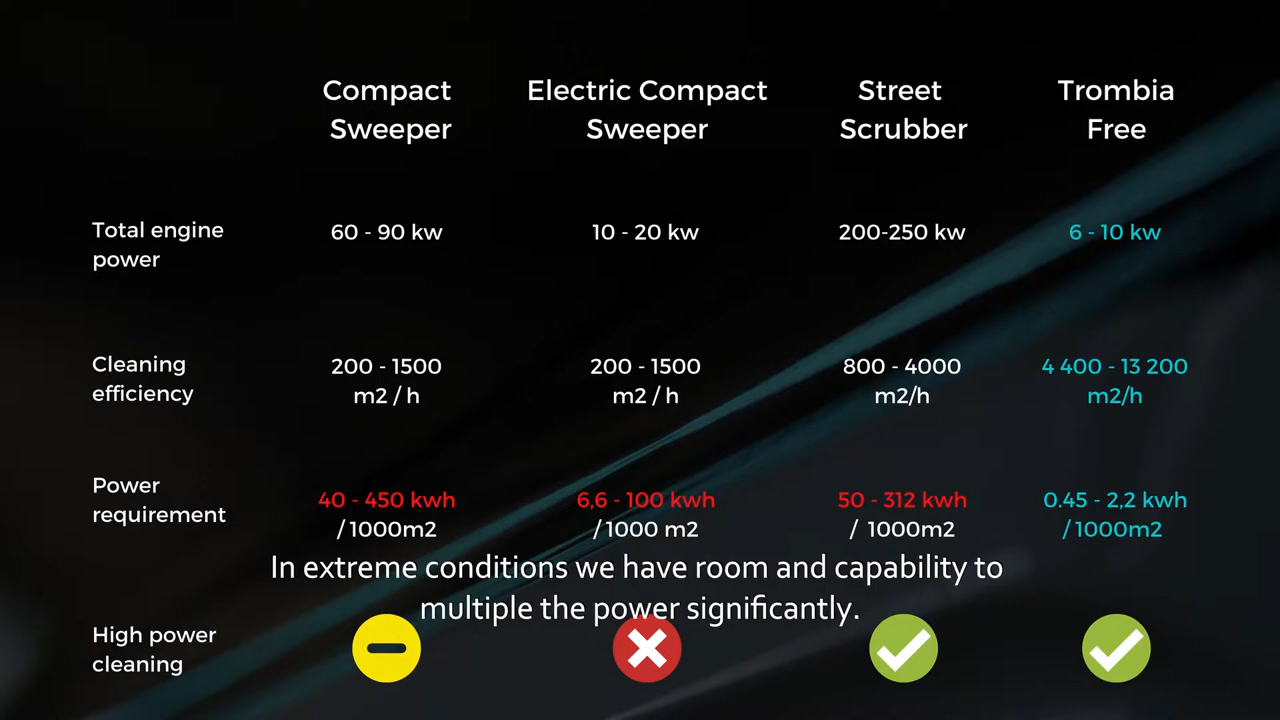 Compact Sweeper
Electric Compact Sweeper
Street Scrubber
Trombia Free
Total engine power
60 - 90 kw
10 - 20 kw
200-250 kw
6 - 10 kw
Cleaning efficiency
200 - 1500 m2 / h
200 - 1500 m2 / h
800 - 4000 m2/h
4 400 - 13 200 m2/h
Power requirement
40 - 450 kwh / 1000m2
6,6 - 100 kwh / 1000 m2
50 - 312 kwh / 1000m2
0.45 - 2,2 kwh / 1000m2
In extreme conditions we have room and capability to
multiple the power significantly.
High power cleaning